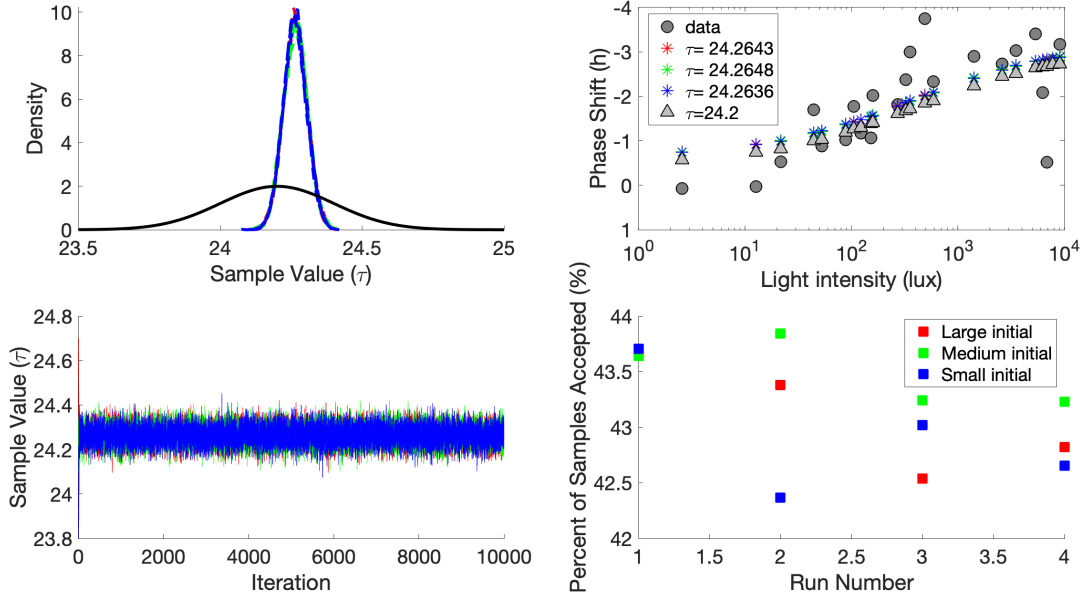 10
8
6
4
2
0
Density
23.5
24
24.5
25
Sample Value (τ)
-4
-3
-2
-1
0
1
Phase Shift (h)
data
τ= 24.2643
τ= 24.2648
τ= 24.2636
τ=24.2
10^0
10^1
10^2
10^3
10^4
Light intensity (lux)
24.8
24.6
24.4
24.2
24
23.8
Sample Value (τ)
0
2000
4000
6000
8000
10000
Iteration
44
43.5
43
42.5
42
Percent of Samples Accepted (%)
Large initial
Medium initial
Small initial
1
1.5
2
2.5
3
3.5
4
Run Number